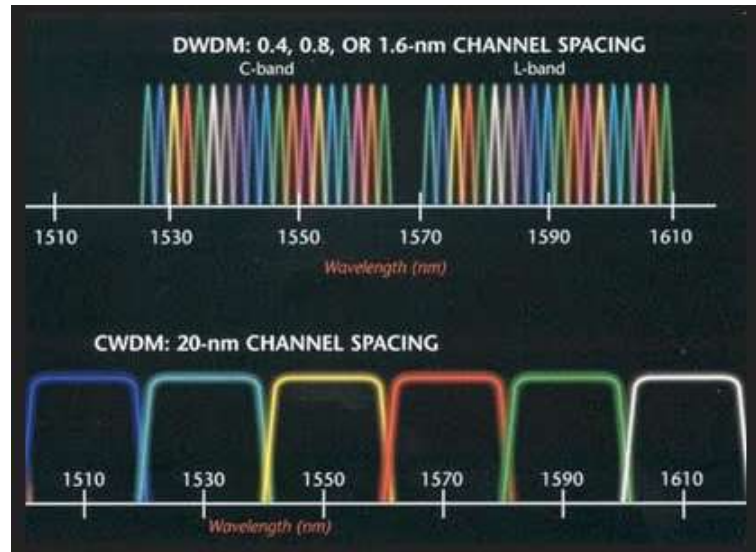 DWDM: 0.4, 0.8, OR 1.6-nm CHANNEL SPACING
C-band L-band
1510 1530 1550 1570 1590 1610
Wavelength (nm)
CWDM: 20-nm CHANNEL SPACING
1510 1530 1550 1570 1590 1610
Wavelength (nm)